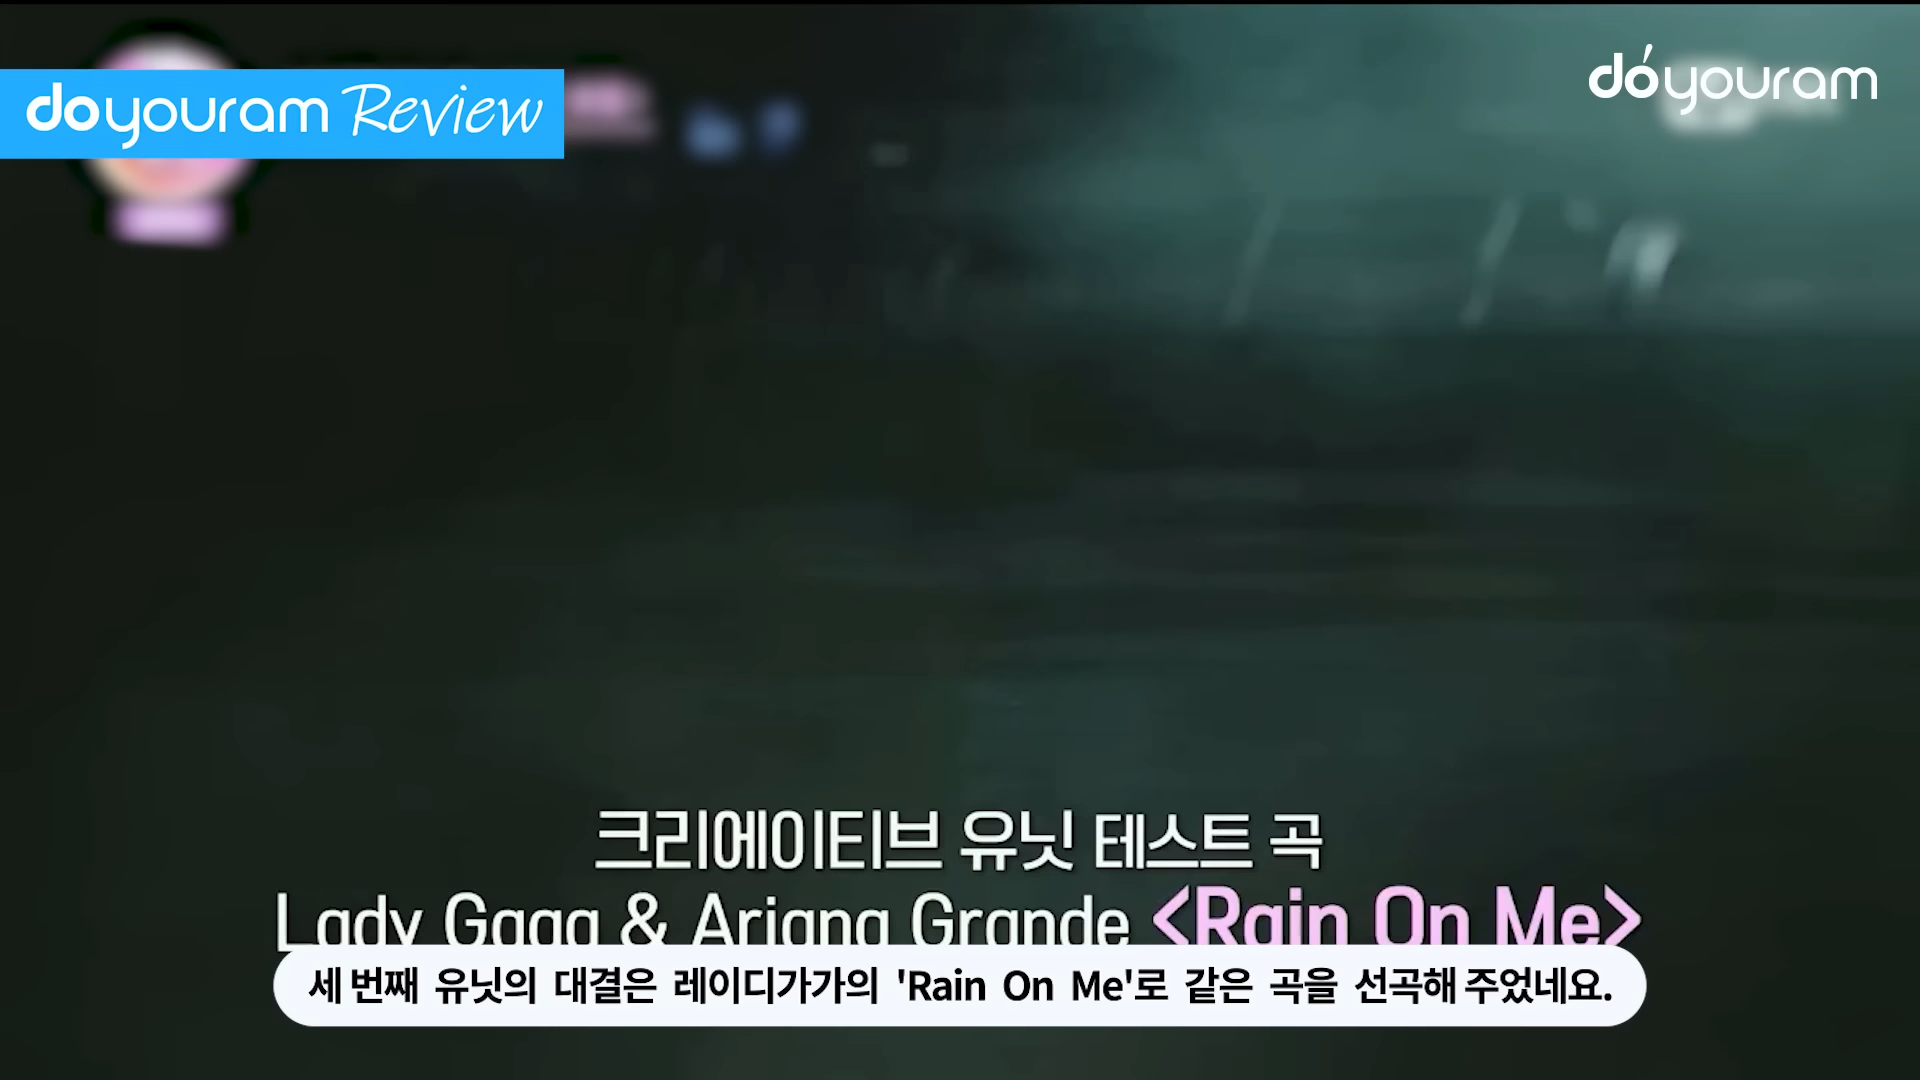 doyouram Review
dóyouram
크리에이티브 유닛 테스트 곡
Lady Gaga & Ariana Grande <Rain On Me>
세 번째 유닛의 대결은 레이디가가의 'Rain On Me'로 같은 곡을 선곡해 주었네요.